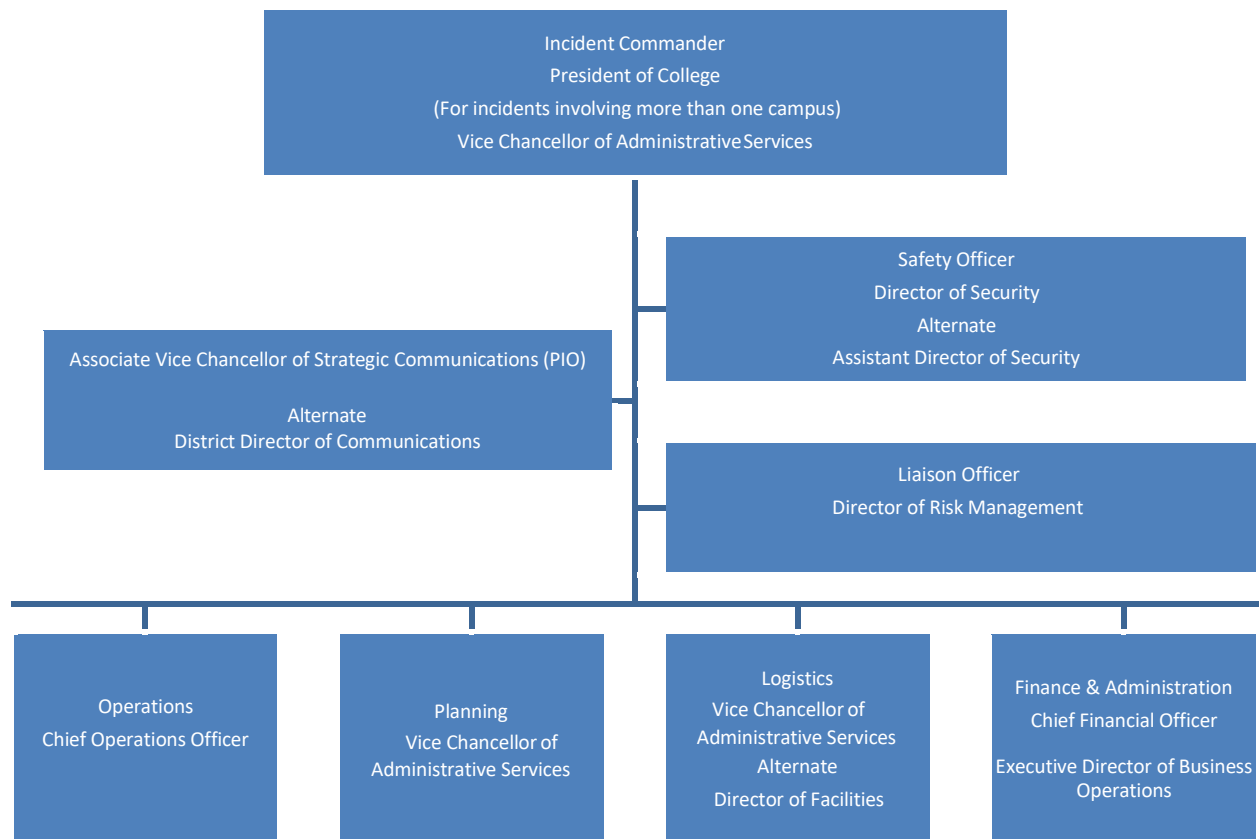 Incident Commander
President of College
(For incidents involving more than one campus)
Vice Chancellor of Administrative Services
Safety Officer
Director of Security
Alternate
Assistant Director of Security
Associate Vice Chancellor of Strategic Communications (PIO)
Alternate
District Director of Communications
Liaison Officer
Director of Risk Management
Operations
Chief Operations Officer
Planning
Vice Chancellor of
Administrative Services
Logistics
Vice Chancellor of
Administrative Services
Alternate
Director of Facilities
Finance & Administration
Chief Financial Officer
Executive Director of Business
Operations